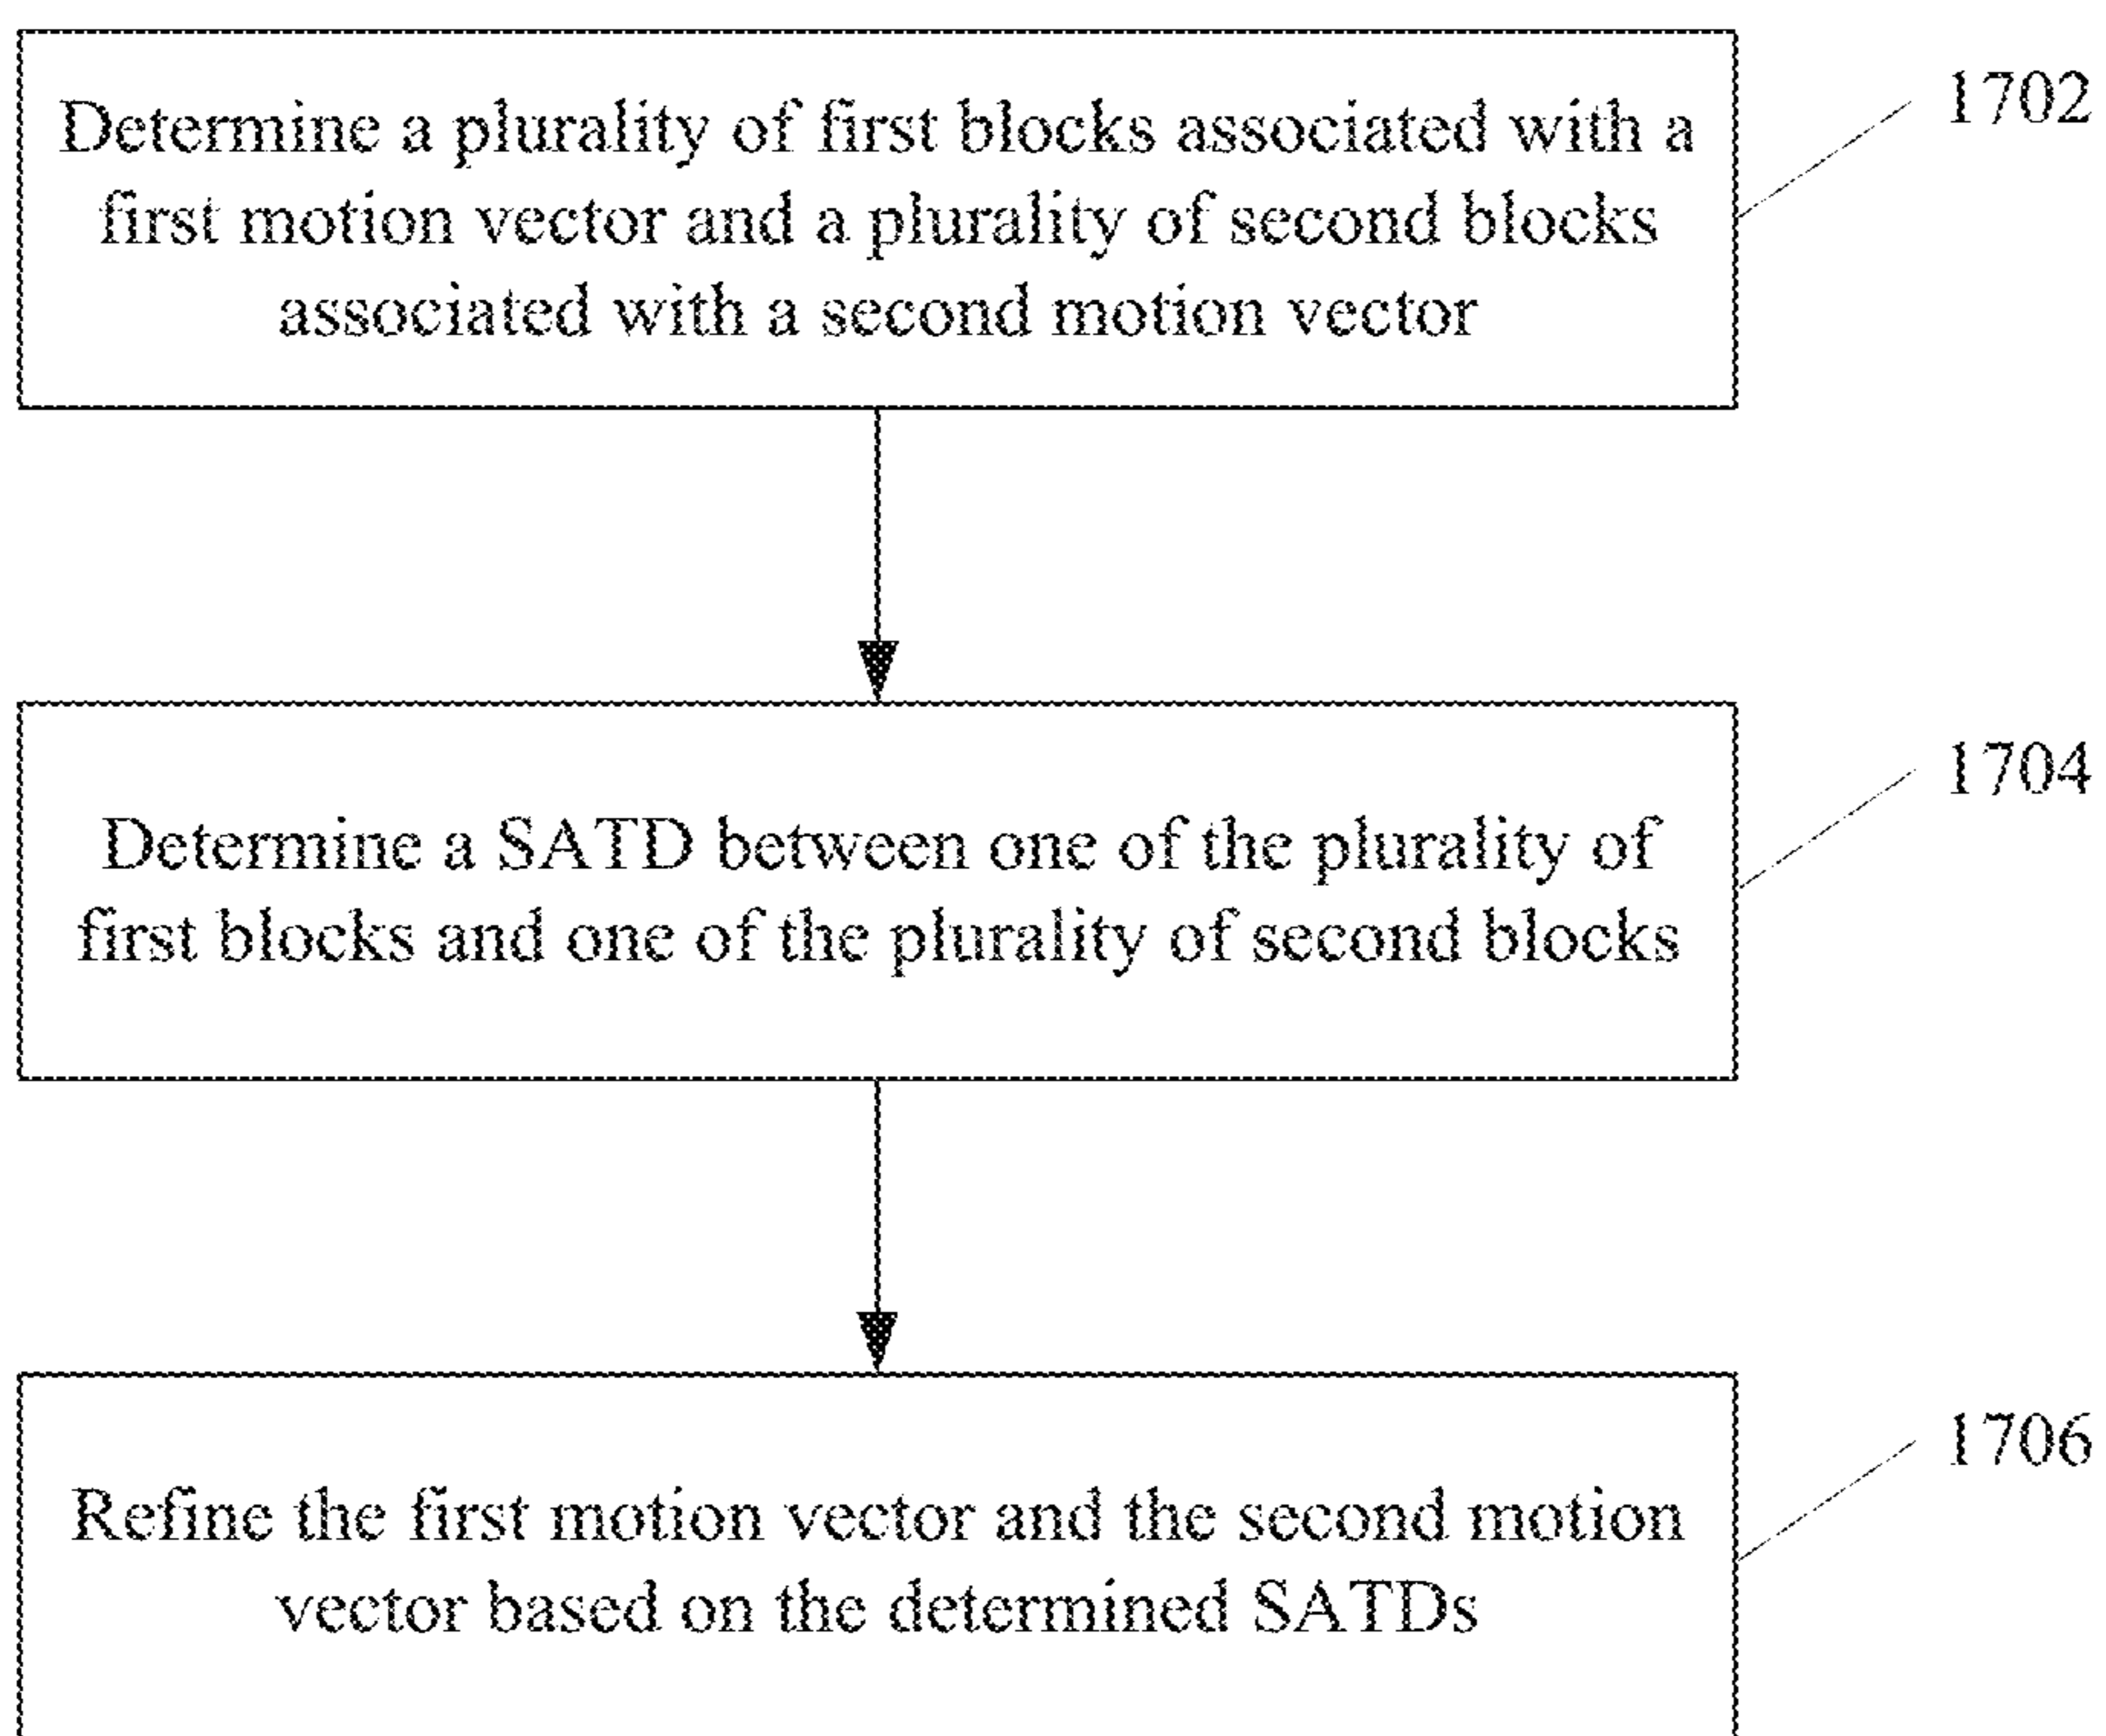 Determine a plurality of first blocks associated with a
first motion vector and a plurality of second blocks
associated with a second motion vector
1702
Determine a SATD between one of the plurality of
first blocks and one of the plurality of second blocks
1704
Refine the first motion vector and the second motion
vector based on the determined SATDs
1706